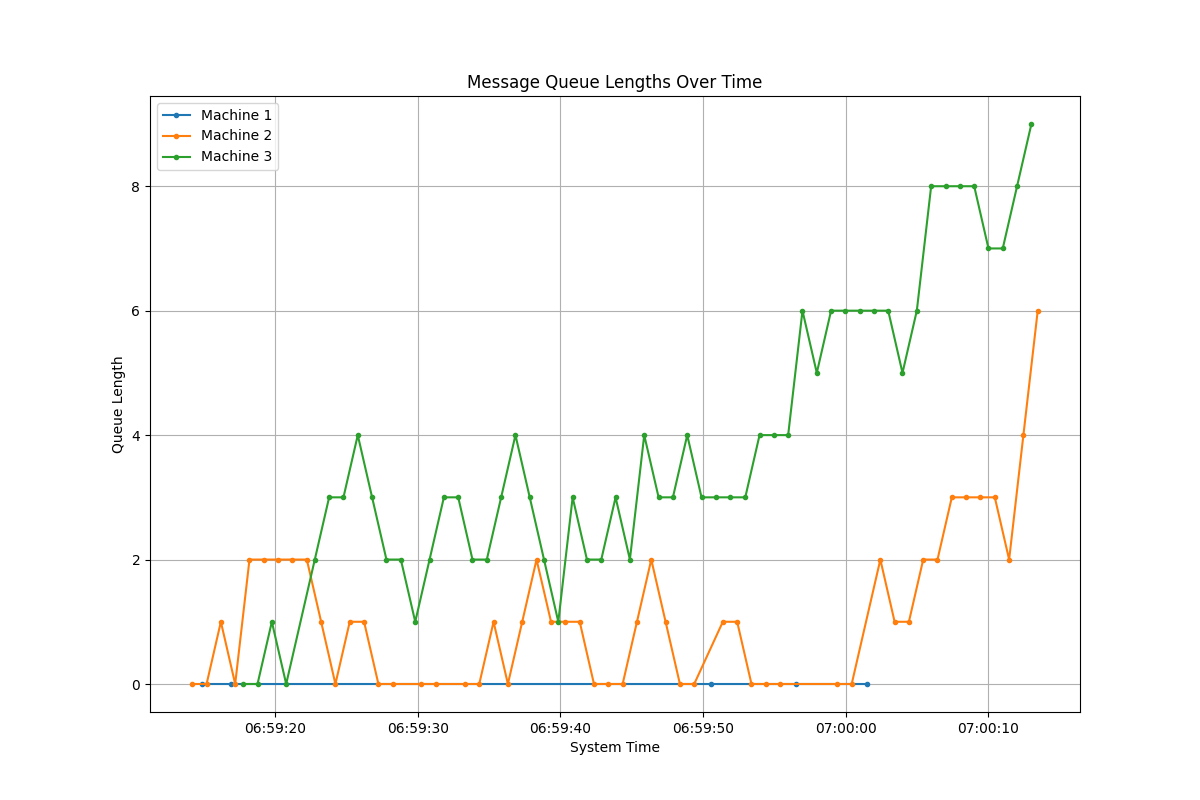 Message Queue Lengths Over Time
Machine 1
Machine 2
Machine 3
8
6
4
2
0
Queue Length
06:59:20 06:59:30 06:59:40 06:59:50 07:00:00 07:00:10
System Time